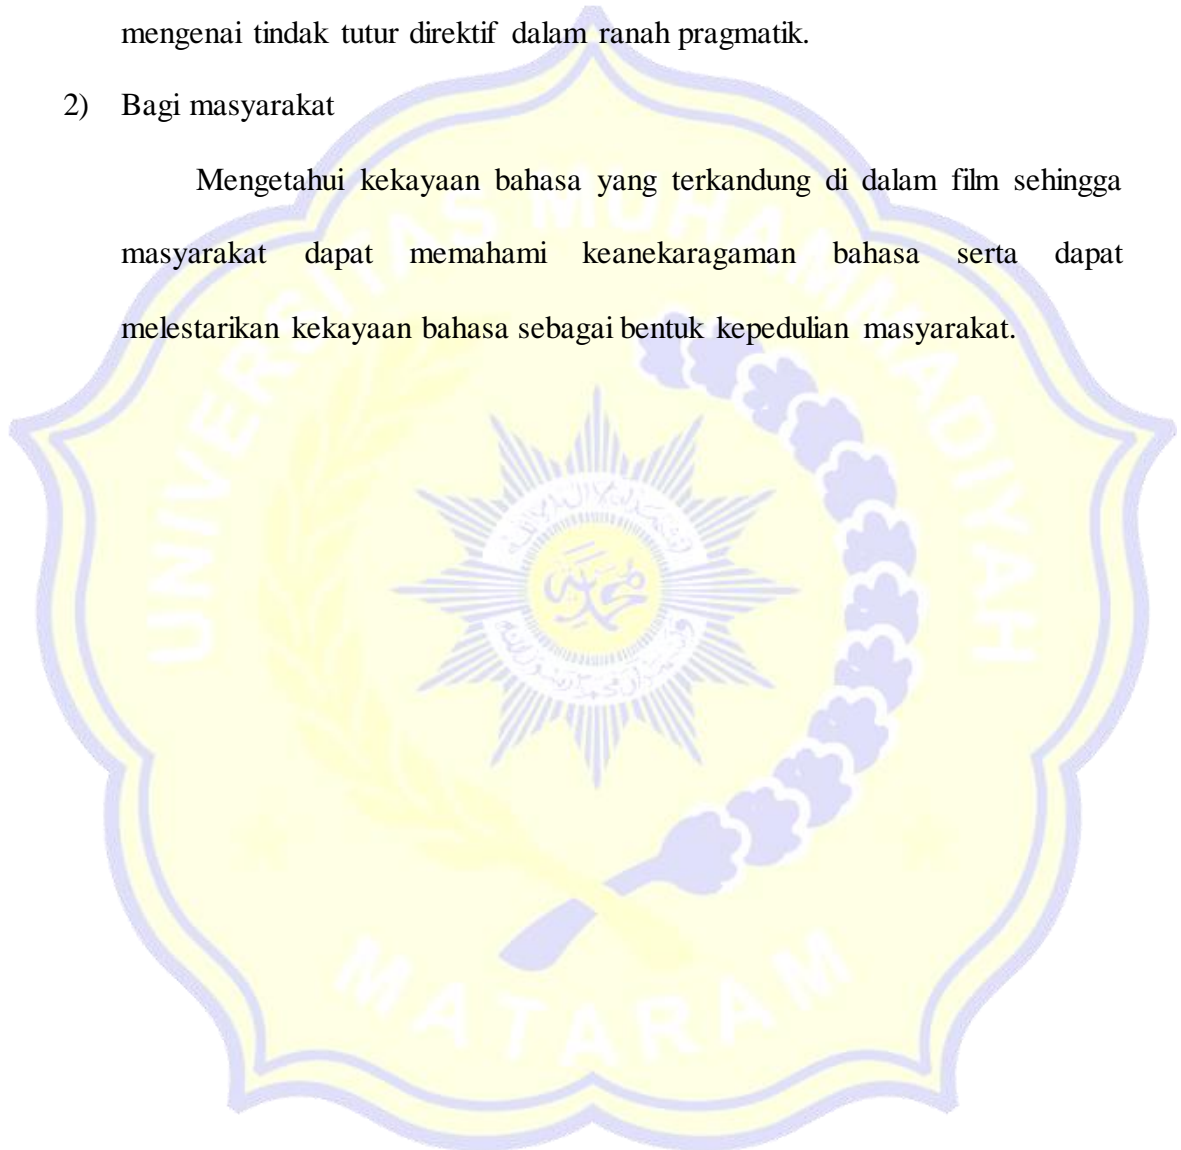 mengenai tindak tutur direktif dalam ranah pragmatik.
2) Bagi masyarakat
Mengetahui kekayaan bahasa yang terkandung di dalam film sehingga
masyarakat dapat memahami keanekaragaman bahasa serta dapat
melestarikan kekayaan bahasa sebagai bentuk kepedulian masyarakat.
UNIVERSITAS MUHAMMADIYAH
MATARAM